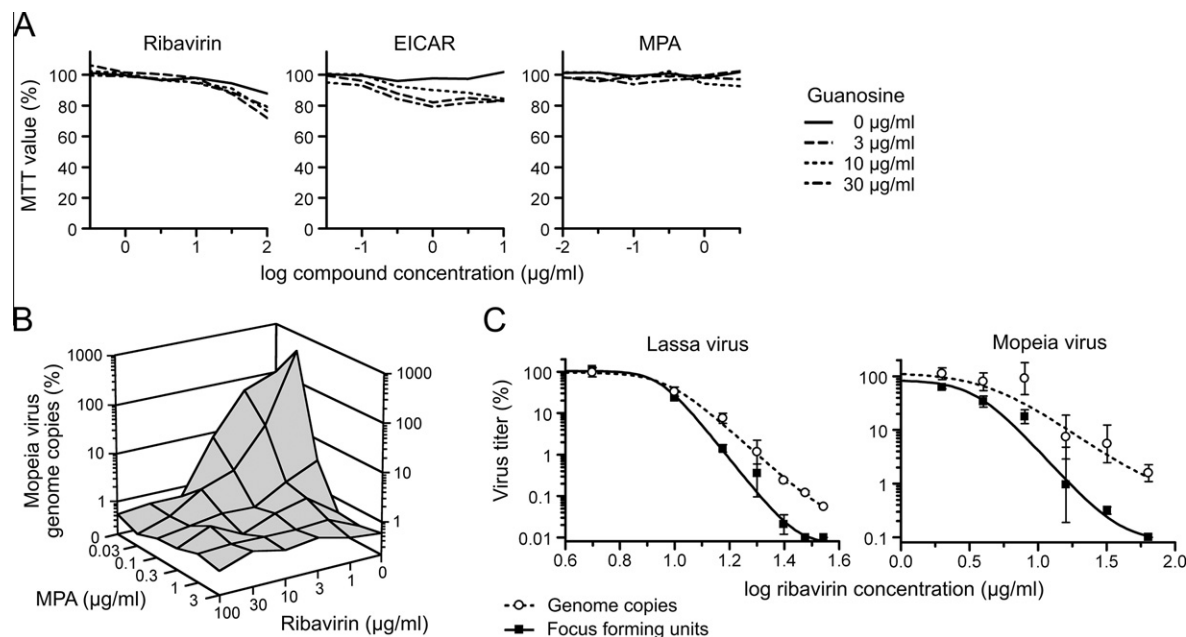 A
Ribavirin
EICAR
MPA
MTT value (%)
100
80
60
40
20
0
0 1 2
-1 0 1
-2 -1 0
log compound concentration (µg/ml)
Guanosine
0 µg/ml
3 µg/ml
10 µg/ml
30 µg/ml
B
Mopeia virus
genome copies (%)
1000
100
10
1
0
1000
100
10
1
0.03
0.1
0.3
1
3
MPA (µg/ml)
100 30 10 3 1 0
Ribavirin (µg/ml)
C
Lassa virus
Mopeia virus
Virus titer (%)
100
10
1
0.1
0.01
0.6 0.8 1.0 1.2 1.4 1.6
100
10
1
0.1
0.0 0.5 1.0 1.5 2.0
log ribavirin concentration (µg/ml)
Genome copies
Focus forming units